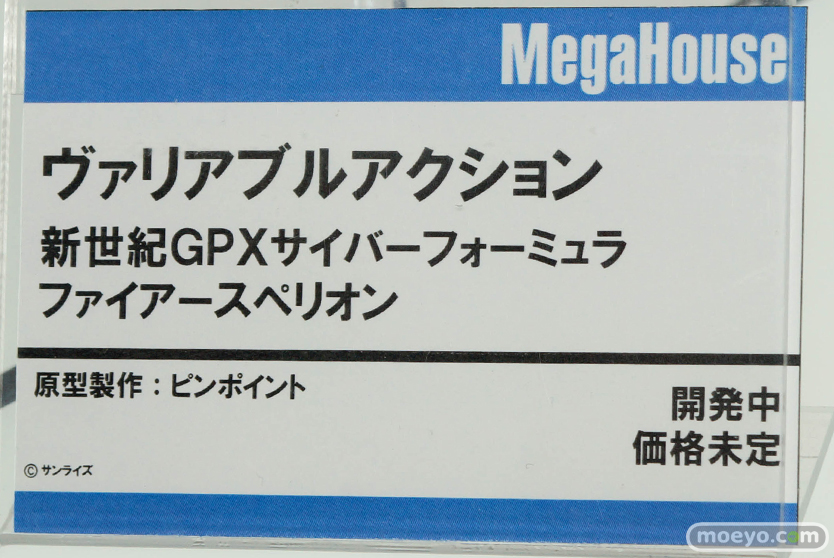 MegaHouse
ヴァリアブルアクション
新世紀GPXサイバーフォーミュラ
ファイアースペリオン
原型製作：ピンポイント
開発中
価格未定
© サンライズ
moeyo.com